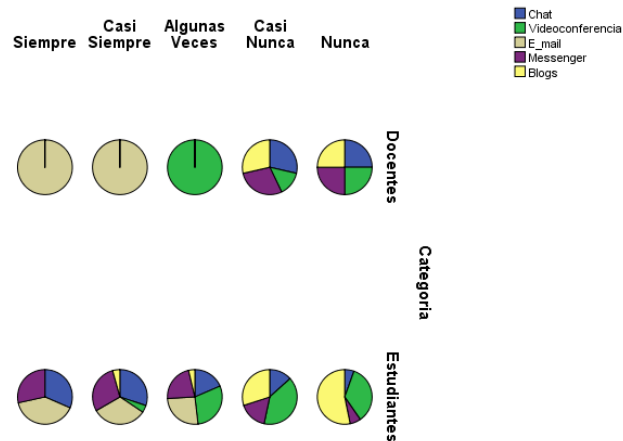 Siempre
Casi
Siempre
Algunas
Veces
Casi
Nunca
Nunca
Chat
Videoconferencia
E_mail
Messenger
Blogs
Docentes
Categoria
Estudiantes